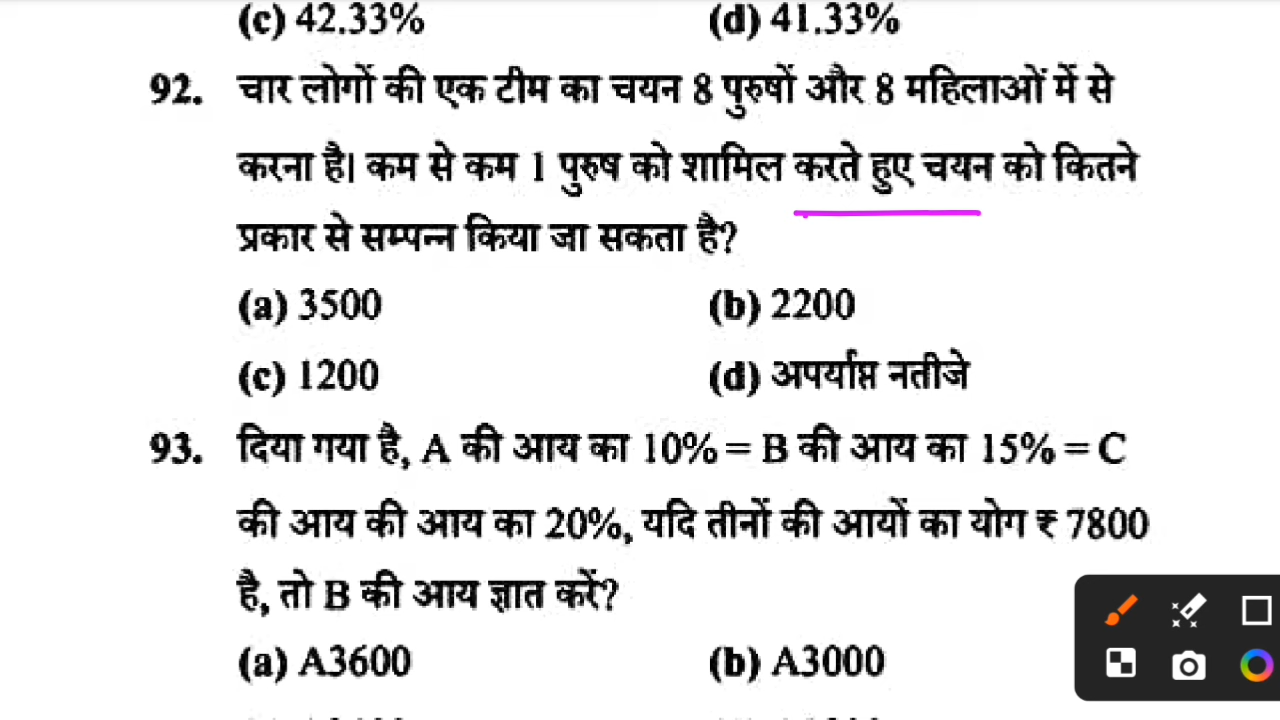 (c) 42.33% (d) 41.33%
92. चार लोगों की एक टीम का चयन 8 पुरुषों और 8 महिलाओं में से
करना है। कम से कम 1 पुरुष को शामिल करते हुए चयन को कितने
प्रकार से सम्पन्न किया जा सकता है?
(a) 3500 (b) 2200
(c) 1200 (d) अपर्याप्त नतीजे
93. दिया गया है, A की आय का 10% = B की आय का 15% = C
की आय की आय का 20%, यदि तीनों की आयों का योग ₹ 7800
है, तो B की आय ज्ञात करें?
(a) A3600 (b) A3000